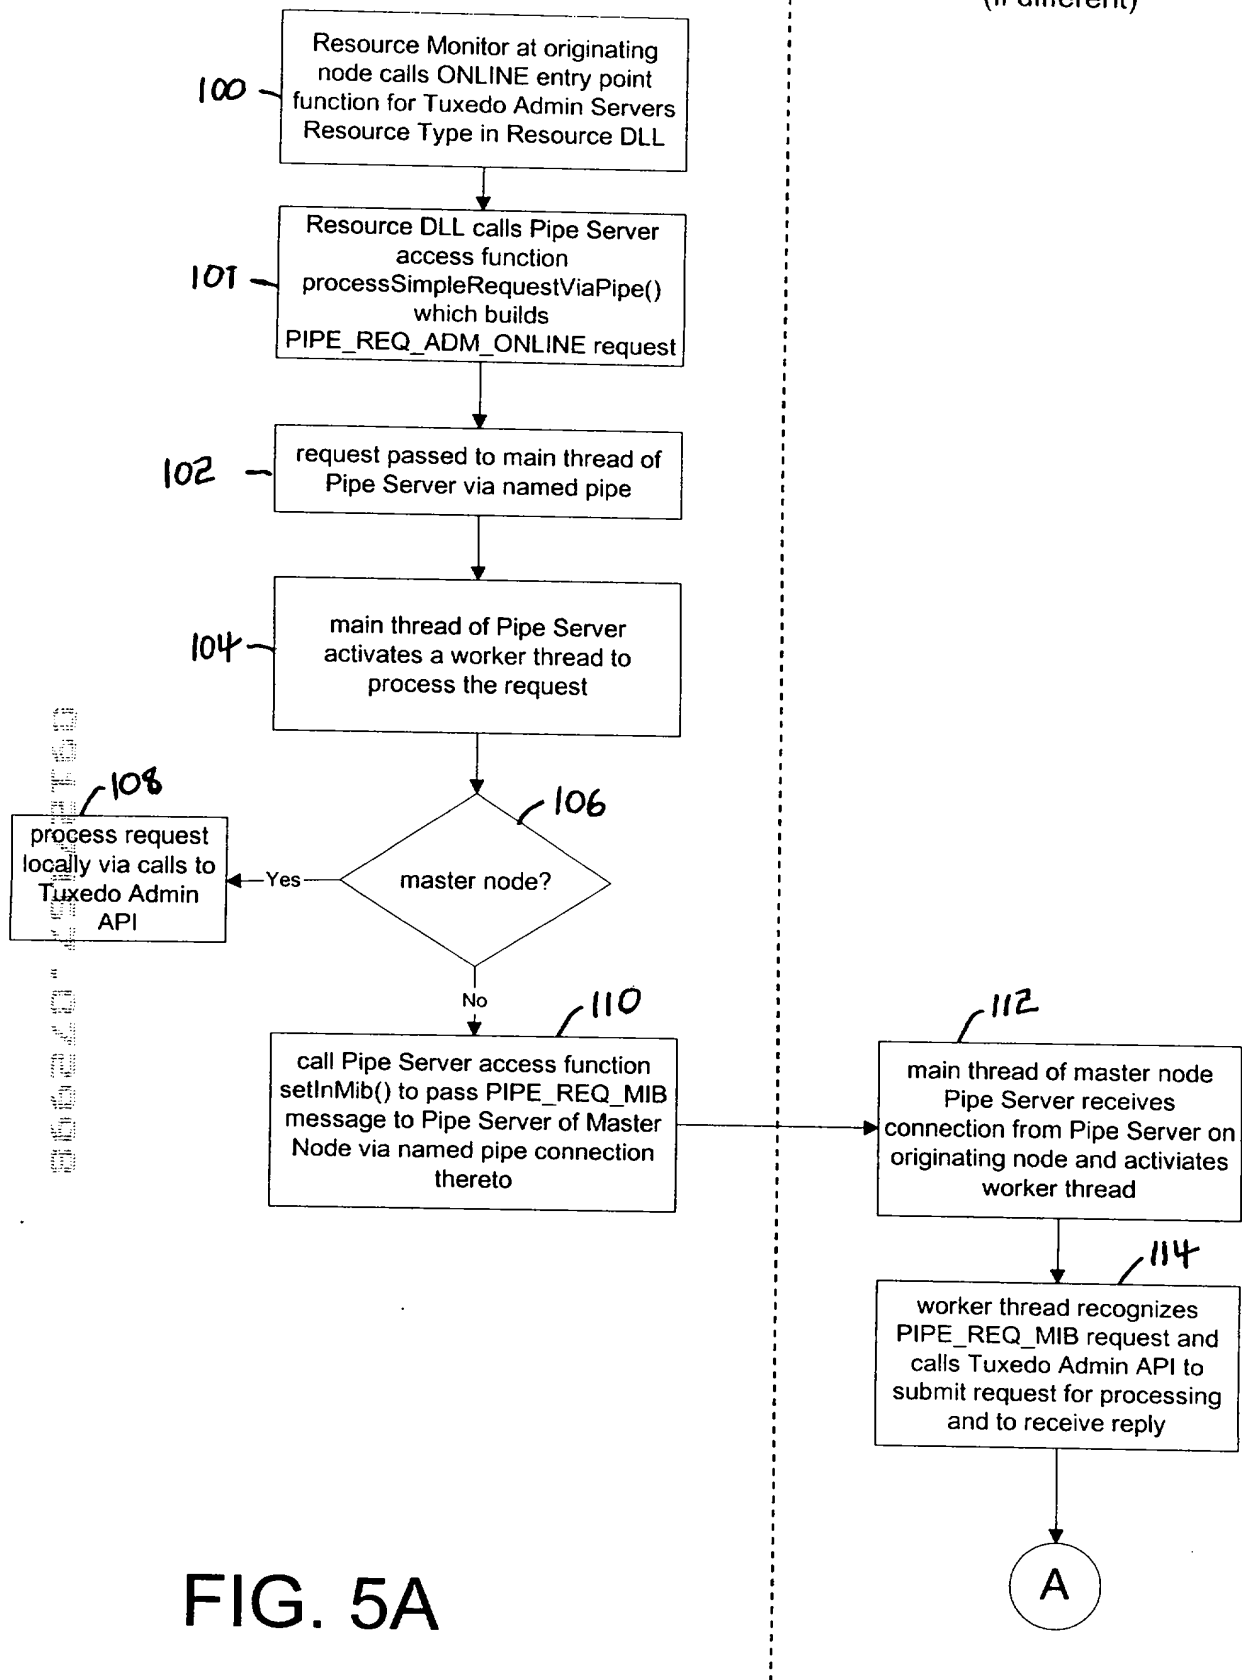 (if different)
Resource Monitor at originating
node calls ONLINE entry point
function for Tuxedo Admin Servers
Resource Type in Resource DLL
100
Resource DLL calls Pipe Server
access function
processSimpleRequestViaPipe()
which builds
PIPE_REQ_ADM_ONLINE request
101
request passed to main thread of
Pipe Server via named pipe
102
main thread of Pipe Server
activates a worker thread to
process the request
104
108
106
process request
locally via calls to
Tuxedo Admin
API
Yes
master node?
No
110
call Pipe Server access function
setInMib() to pass PIPE_REQ_MIB
message to Pipe Server of Master
Node via named pipe connection
thereto
112
main thread of master node
Pipe Server receives
connection from Pipe Server on
originating node and activiates
worker thread
114
worker thread recognizes
PIPE_REQ_MIB request and
calls Tuxedo Admin API to
submit request for processing
and to receive reply
A
FIG. 5A